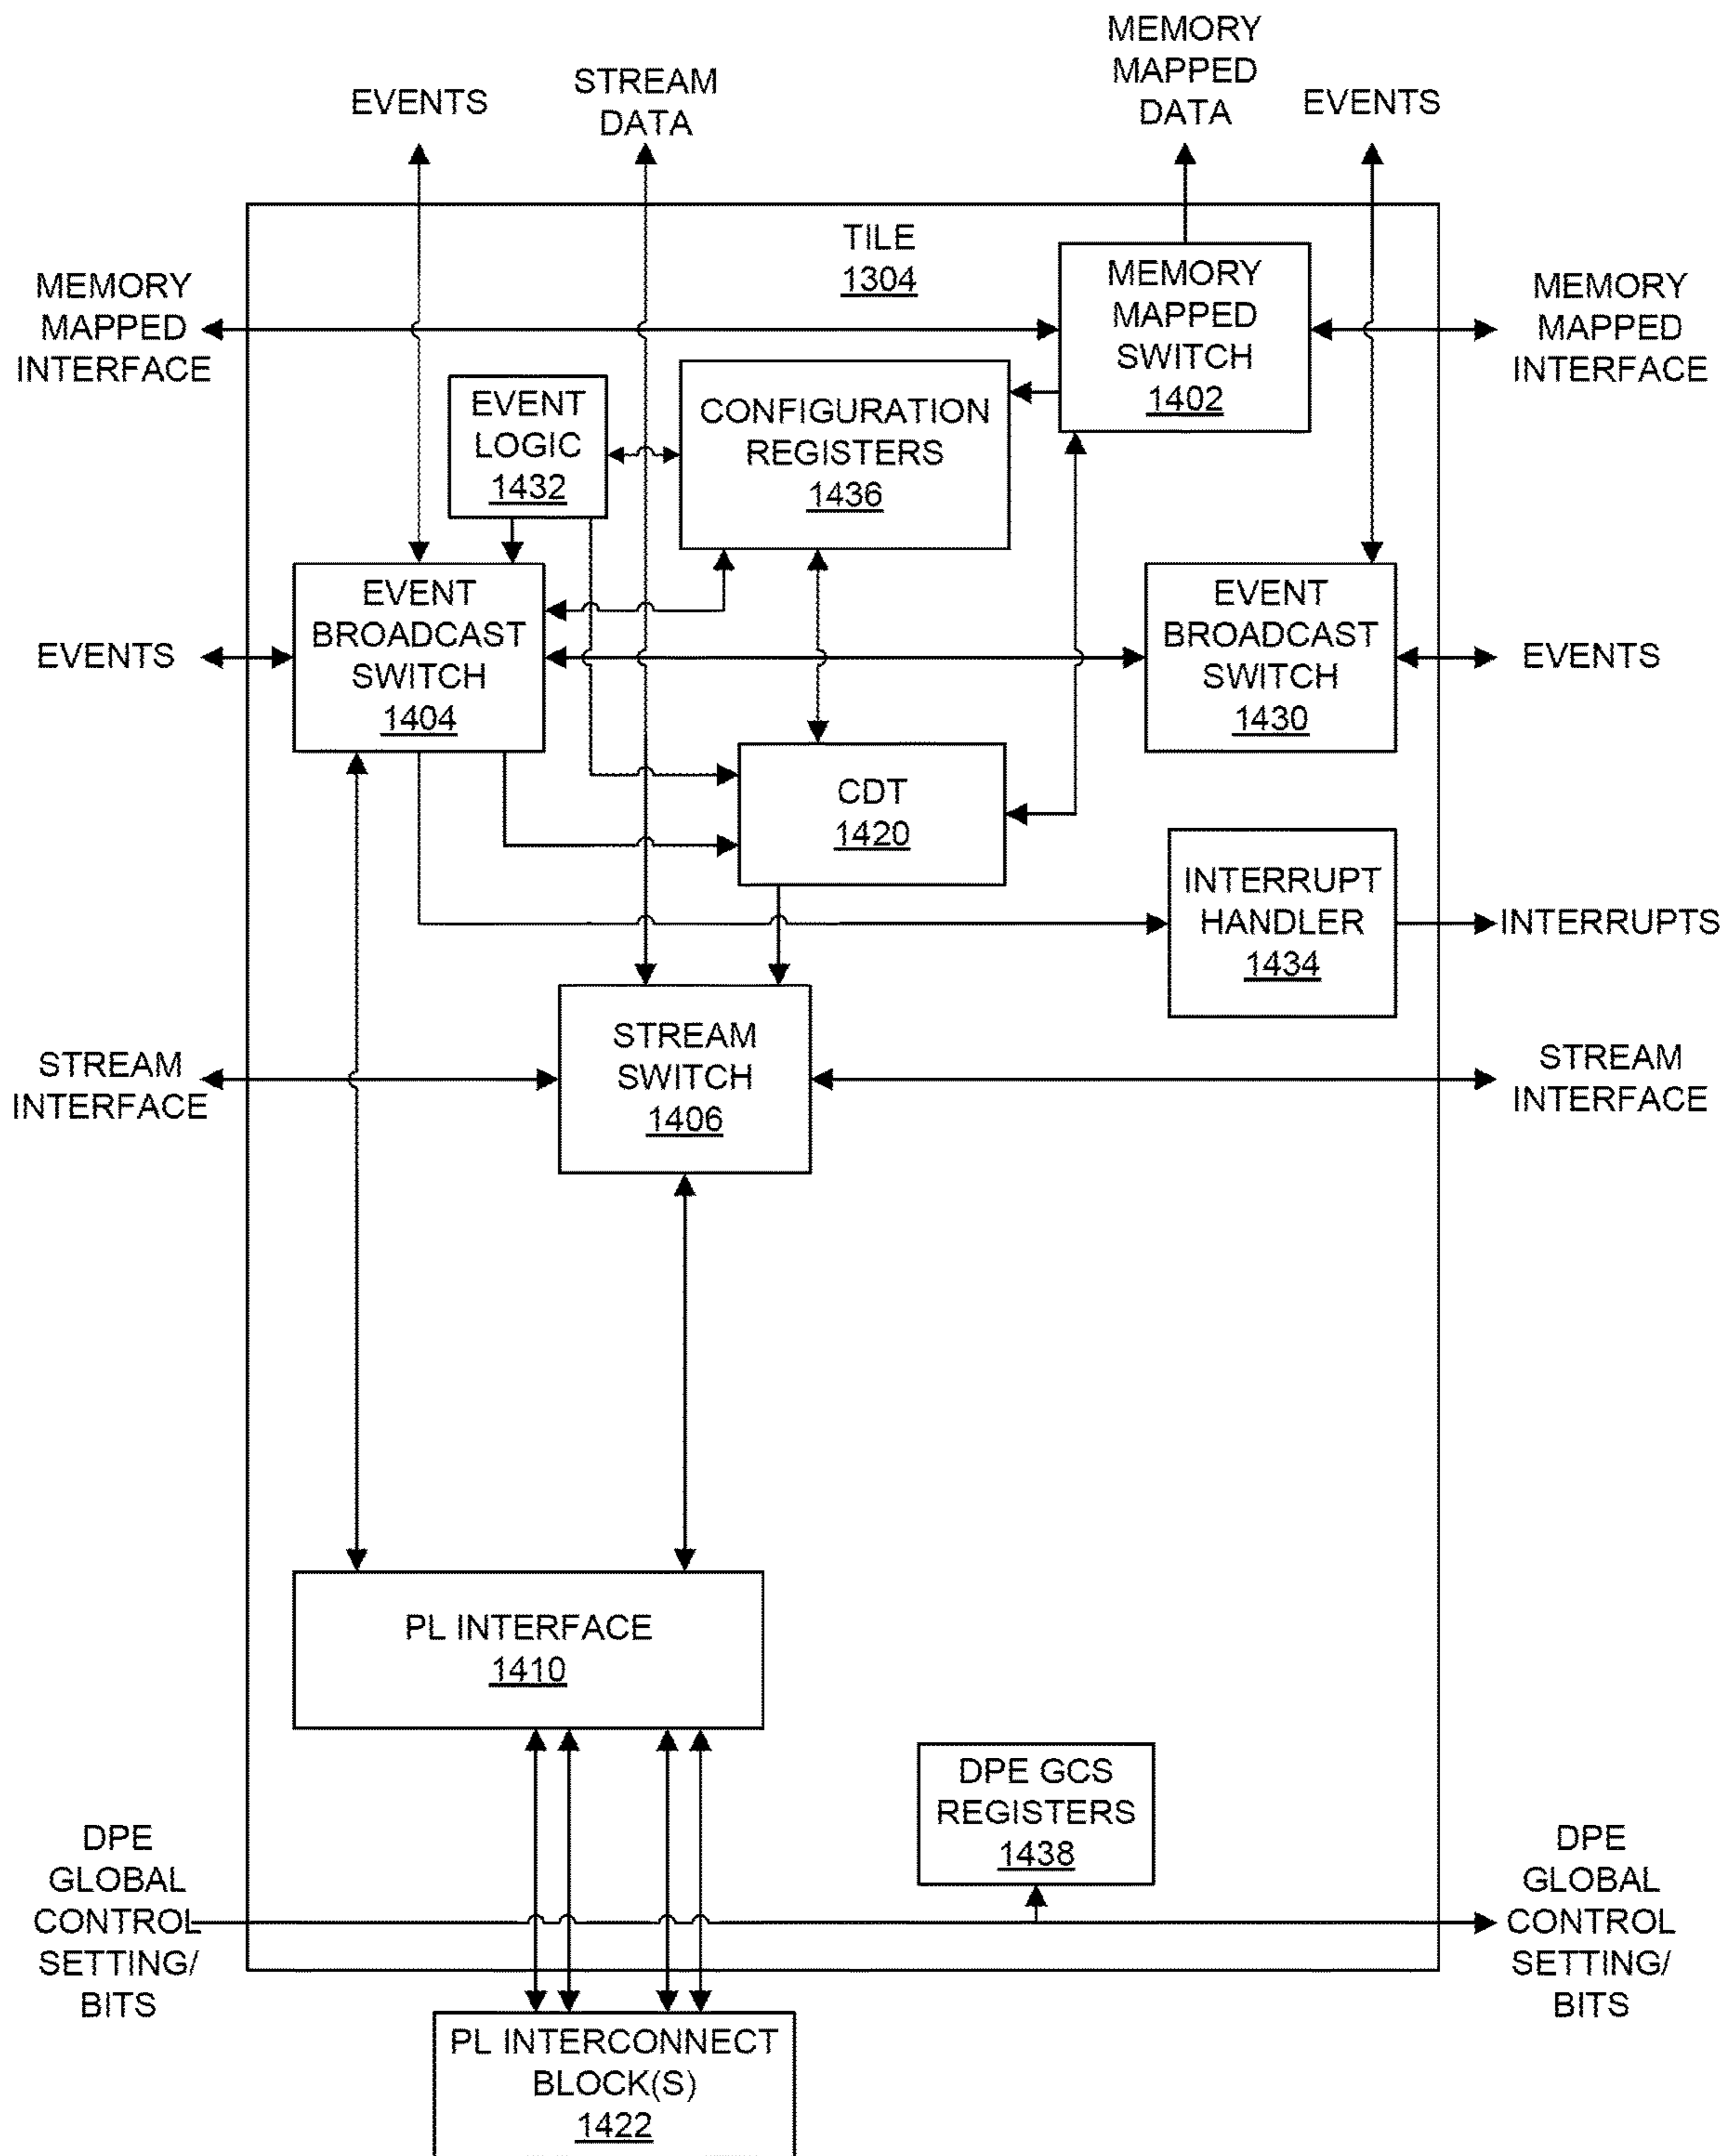 MEMORY
MAPPED
DATA
STREAM
DATA
EVENTS
EVENTS
TILE
1304
MEMORY
MAPPED
INTERFACE
MEMORY
MAPPED
SWITCH
1402
MEMORY
MAPPED
INTERFACE
EVENT
LOGIC
1432
CONFIGURATION
REGISTERS
1436
EVENTS
EVENT
BROADCAST
SWITCH
1404
EVENT
BROADCAST
SWITCH
1430
EVENTS
CDT
1420
INTERRUPT
HANDLER
1434
INTERRUPTS
STREAM
INTERFACE
STREAM
SWITCH
1406
STREAM
INTERFACE
PL INTERFACE
1410
DPE GCS
REGISTERS
1438
DPE
GLOBAL
CONTROL
SETTING/
BITS
DPE
GLOBAL
CONTROL
SETTING/
BITS
PL INTERCONNECT
BLOCK(S)
1422